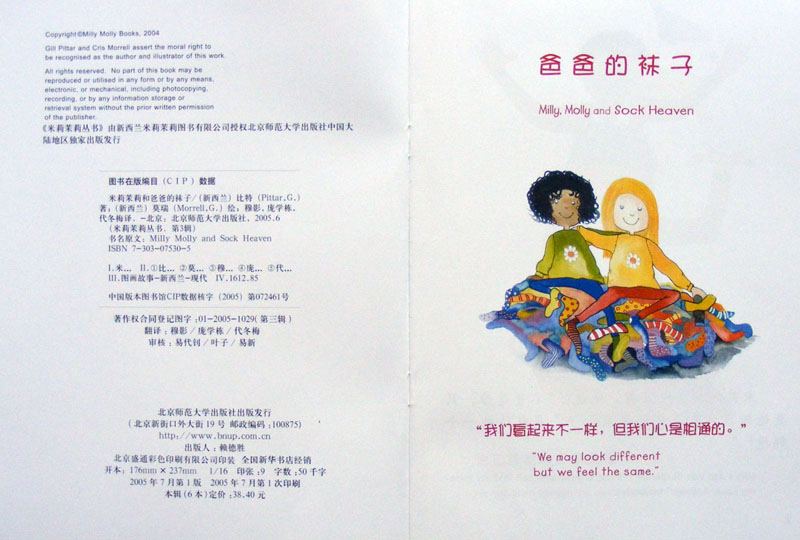 Copyright©Milly Molly Books, 2004
Gill Pittar and Cris Morrell assert the moral right to
be recognised as the author and illustrator of this work.
All rights reserved. No part of this book may be
reproduced or utilised in any form or by any means,
electronic, or mechanical, including photocopying,
recording, or by any information storage or
retrieval system without the prior written permission
of the publisher.
《米莉茉莉丛书》由新西兰米莉茉莉图书有限公司授权北京师范大学出版社中国大
陆地区独家出版发行
图书在版编目(CIP)数据
米莉茉莉和爸爸的袜子/(新西兰)比特(Pittar,G.)
著;(新西兰)莫瑞(Morrell,G.)绘;穆影,庞学栋,
代冬梅译.—北京:北京师范大学出版社,2005.6
(米莉茉莉丛书.第3辑)
书名原文:Milly Molly and Sock Heaven
ISBN 7-303-07530-5
Ⅰ.米… Ⅱ.①比… ②莫… ③穆… ④庞… ⑤代…
Ⅲ.图画故事-新西兰-现代 Ⅳ.1612.85
中国版本图书馆CIP数据核字(2005)第072461号
著作权合同登记图字:01-2005-1029(第三辑)
翻译:穆影/庞学栋/代冬梅
审核:易代钊/叶子/易新
北京师范大学出版社出版发行
(北京新街口外大街19号 邮政编码:100875)
http://www.bnup.com.cn
出版人:赖德胜
北京盛通彩色印刷有限公司印装 全国新华书店经销
开本:176mm×237mm 1/16 印张:9 字数:50千字
2005年7月第1版 2005年7月第1次印刷
本辑(6本)定价:38.40元
爸爸的袜子
Milly, Molly and Sock Heaven
“我们看起来不一样，但我们心是相通的。”
"We may look different
but we feel the same."